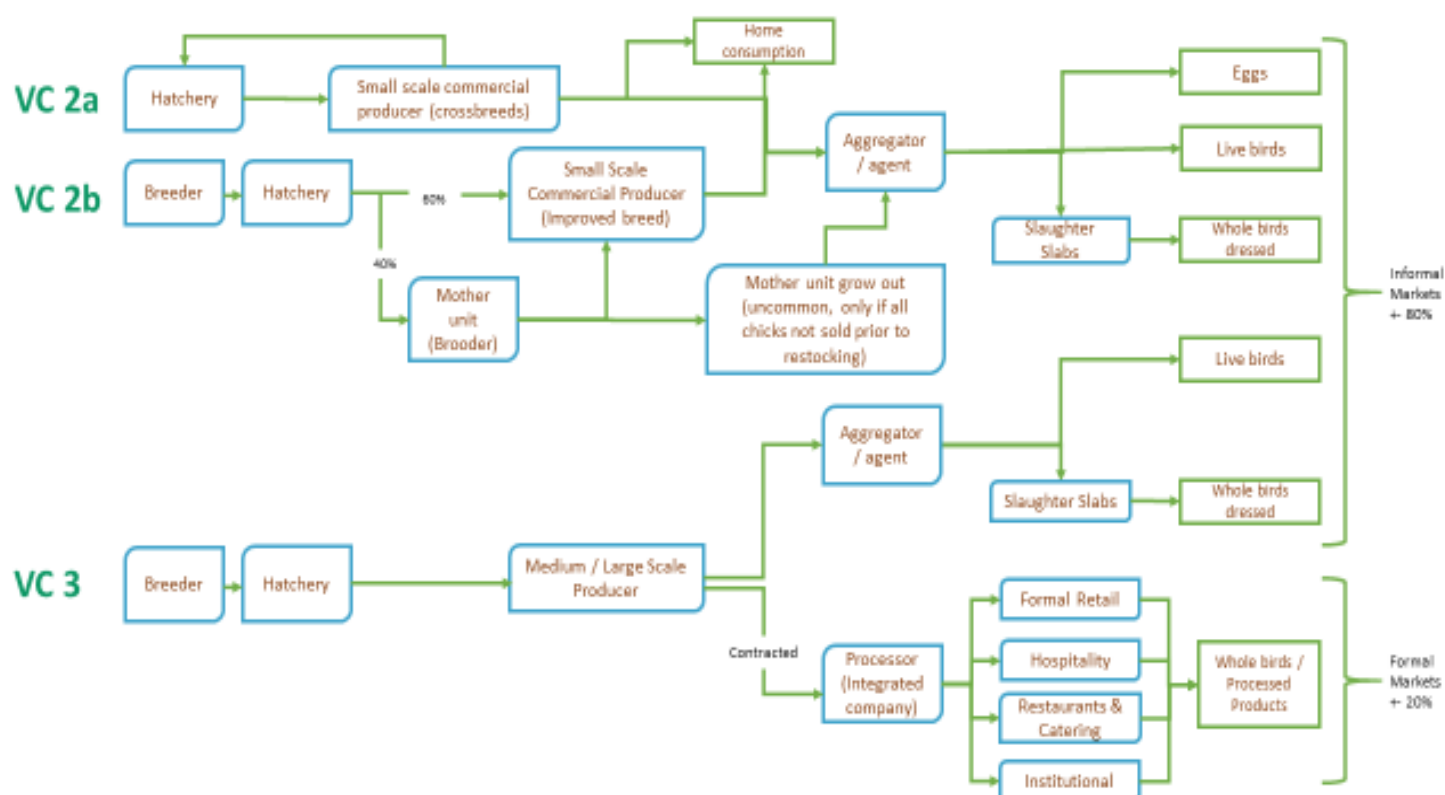 Home
consumption
VC 2a
Hatchery
Small scale commercial
producer (crossbreeds)
Eggs
Aggregator
/ agent
Live birds
VC 2b
Breeder
Hatchery
60%
Small Scale
Commercial Producer
(Improved breed)
Slaughter
Slabs
Whole birds
dressed
40%
Mother
unit
(Brooder)
Mother unit grow out
(uncommon, only if all
chicks not sold prior to
restocking)
Informal
Markets
+- 80%
Live birds
Aggregator
/ agent
Slaughter Slabs
Whole birds
dressed
VC 3
Breeder
Hatchery
Medium / Large Scale
Producer
Contracted
Processor
(Integrated
company)
Formal Retail
Hospitality
Restaurants &
Catering
Institutional
Whole birds /
Processed
Products
Formal
Markets
+- 20%